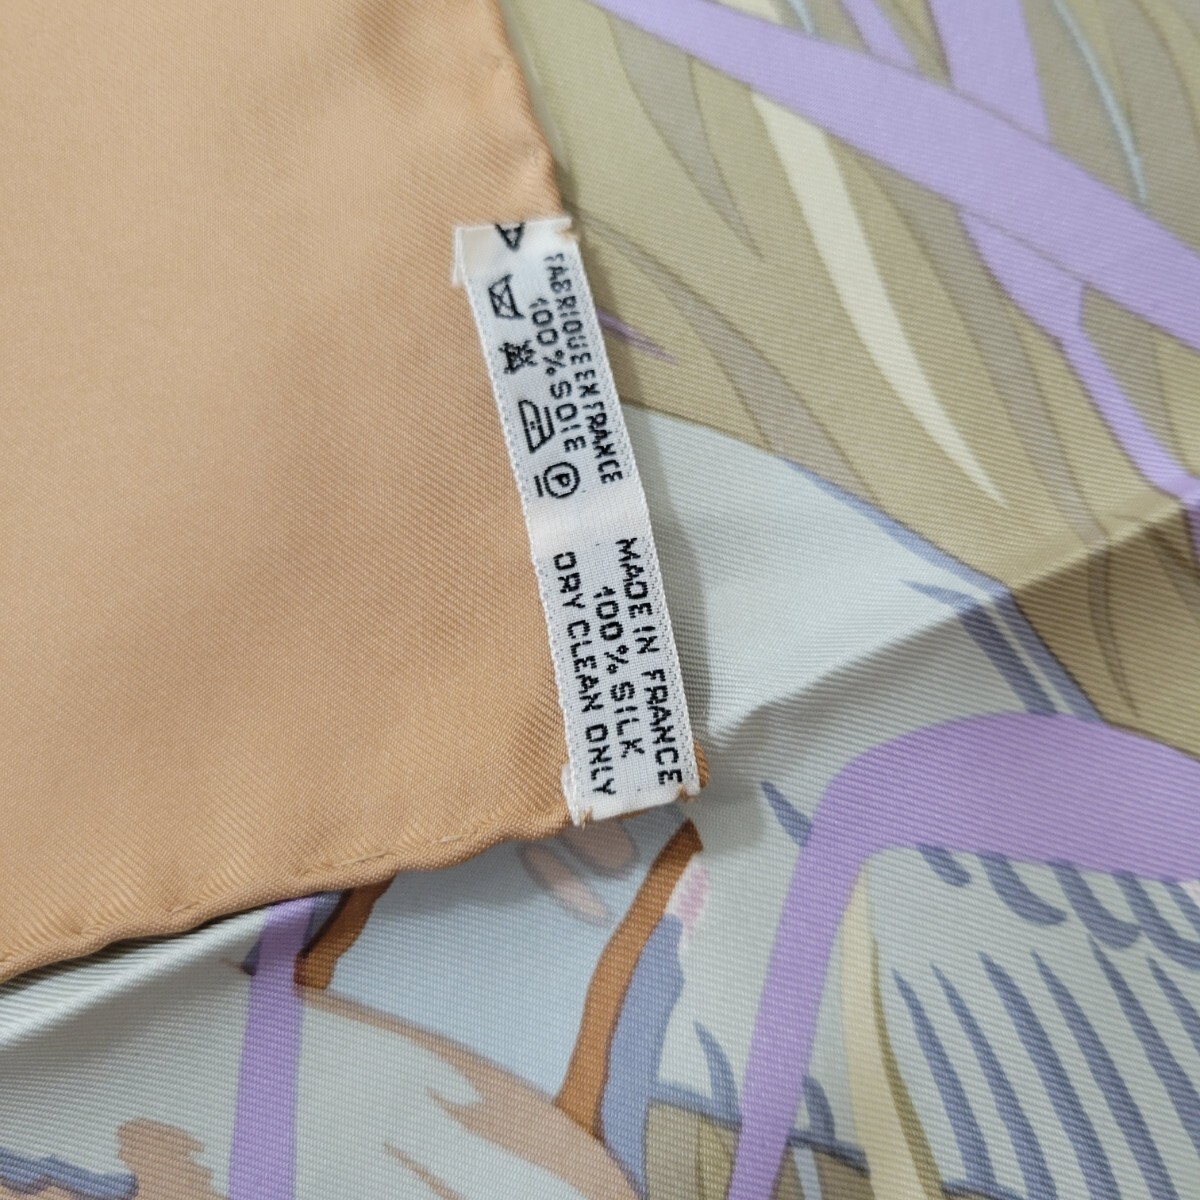 FABRIQUE EN FRANCE
100% SOIE
P
MADE IN FRANCE
100% SILK
DRY CLEAN ONLY